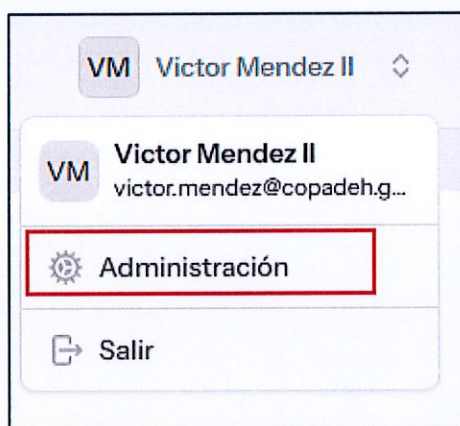 VM Victor Mendez II
VM
Victor Mendez II
victor.mendez@copadeh.g...
Administración
Salir